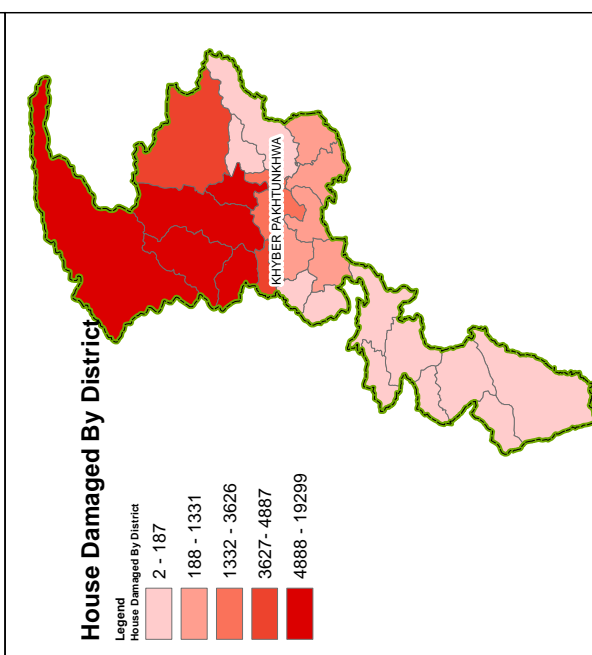 House Damaged By District
Legend
House Damaged By District
2 - 187
188 - 1331
1332 - 3626
3627- 4887
4888 - 19299
KHYBER PAKHTUNKHWA